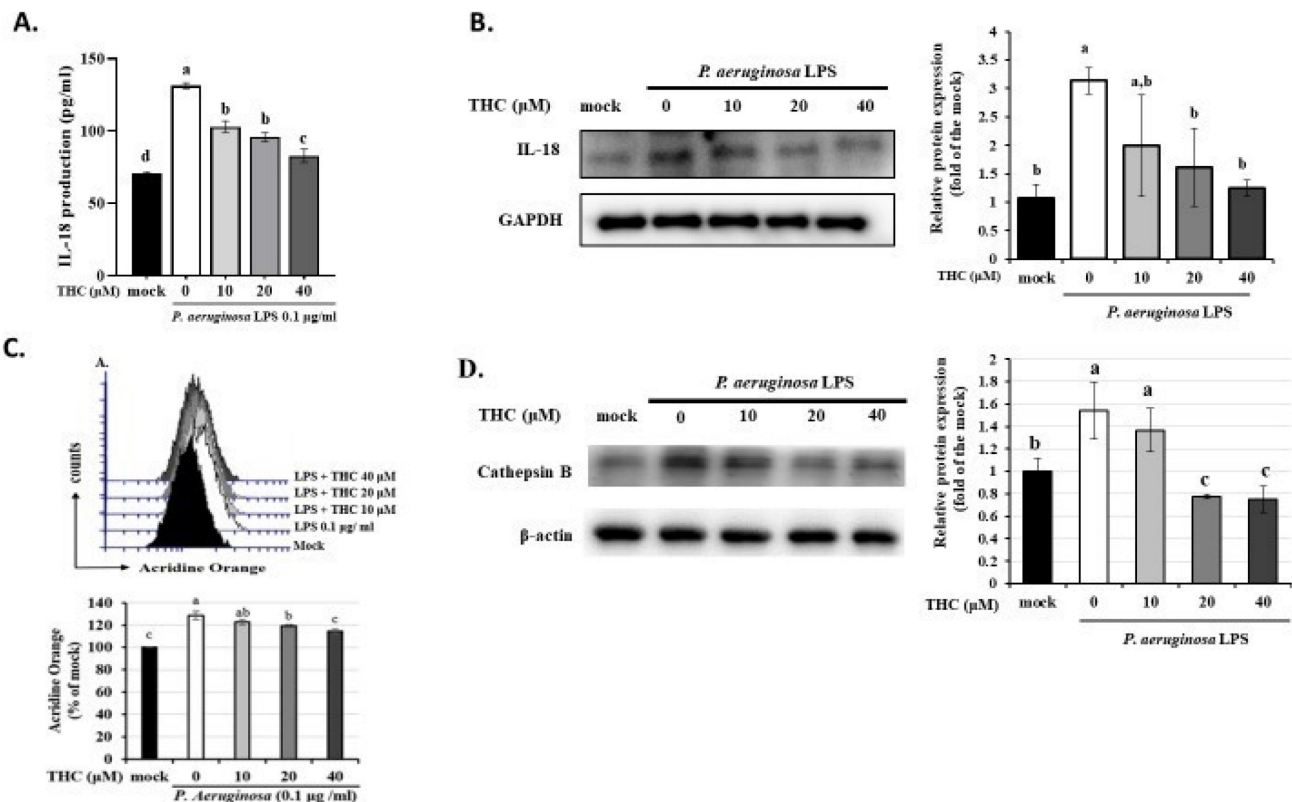 A.
IL-18 production (pg/ml)
150
100
50
0
a
b
b
c
d
THC (μM) mock 0 10 20 40
P. aeruginosa LPS 0.1 μg/ml
B.
P. aeruginosa LPS
THC (μM) mock 0 10 20 40
IL-18
GAPDH
Relative protein expression
(fold of the mock)
4
3.5
3
2.5
2
1.5
1
0.5
0
b
a
a,b
b
b
THC (μM) mock 0 10 20 40
P. aeruginosa LPS
C.
A.
counts
LPS + THC 40 μM
LPS + THC 20 μM
LPS + THC 10 μM
LPS 0.1 μg/ ml
Mock
Acridine Orange
Acridine Orange
(% of mock)
140
120
100
80
60
40
20
0
c
a
ab
b
c
THC (μM) mock 0 10 20 40
P. Aeruginosa (0.1 μg /ml)
D.
P. aeruginosa LPS
THC (μM) mock 0 10 20 40
Cathepsin B
β-actin
Relative protein expression
(fold of the mock)
2
1.8
1.6
1.4
1.2
1
0.8
0.6
0.4
0.2
0
b
a
a
c
c
THC (μM) mock 0 10 20 40
P. aeruginosa LPS